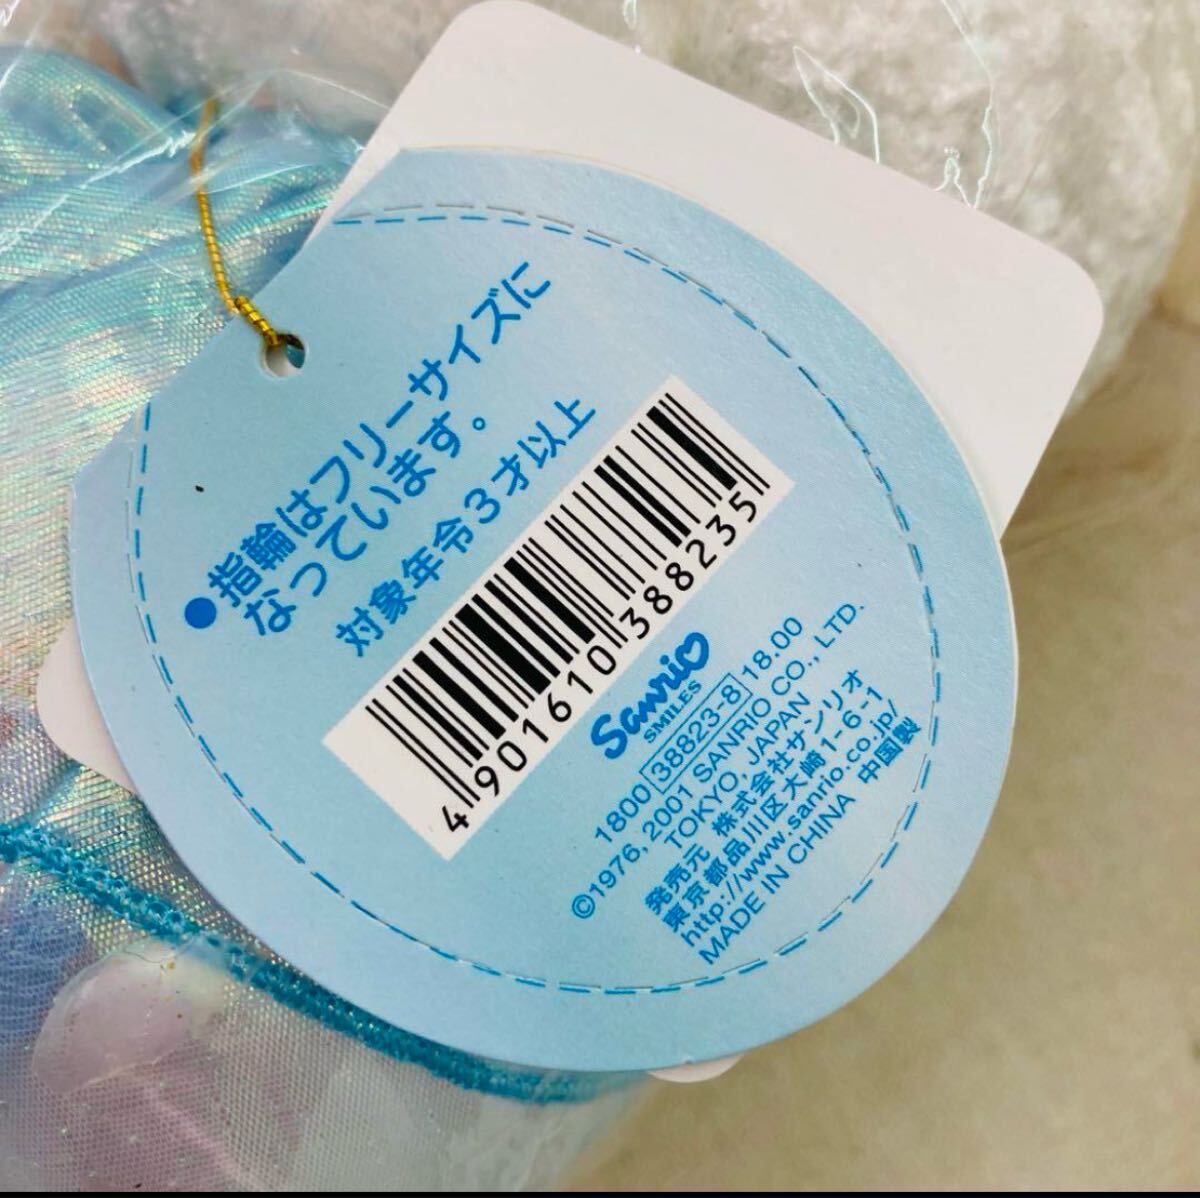 ●指輪はフリーサイズに
なっています。
対象年令3才以上
4901610388235
Sanrio
SMILES
1800 38823-8 18.00
©1976, 2001 SANRIO CO., LTD.
TOKYO, JAPAN
発売元 株式会社サンリオ
東京都品川区大崎1-6-1
http://www.sanrio.co.jp/
MADE IN CHINA 中国製